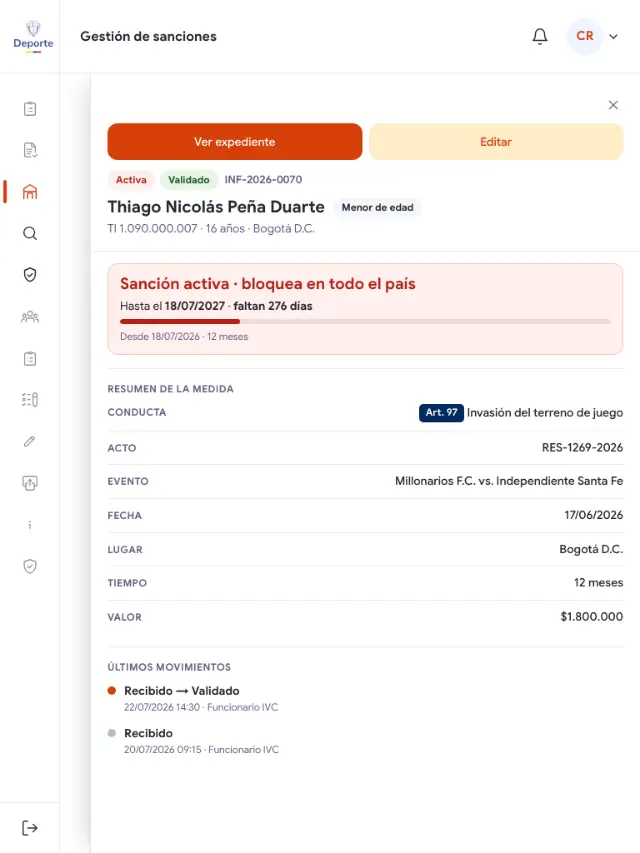 Deporte
Gestión de sanciones
CR
Ver expediente
Editar
Activa
Validado
INF-2026-0070
Thiago Nicolás Peña Duarte
Menor de edad
TI 1.090.000.007 · 16 años · Bogotá D.C.
Sanción activa · bloquea en todo el país
Hasta el 18/07/2027 · faltan 276 días
Desde 18/07/2026 · 12 meses
RESUMEN DE LA MEDIDA
CONDUCTA
Art. 97 Invasión del terreno de juego
ACTO
RES-1269-2026
EVENTO
Millonarios F.C. vs. Independiente Santa Fe
FECHA
17/06/2026
LUGAR
Bogotá D.C.
TIEMPO
12 meses
VALOR
$1.800.000
ÚLTIMOS MOVIMIENTOS
Recibido → Validado
22/07/2026 14:30 · Funcionario IVC
Recibido
20/07/2026 09:15 · Funcionario IVC